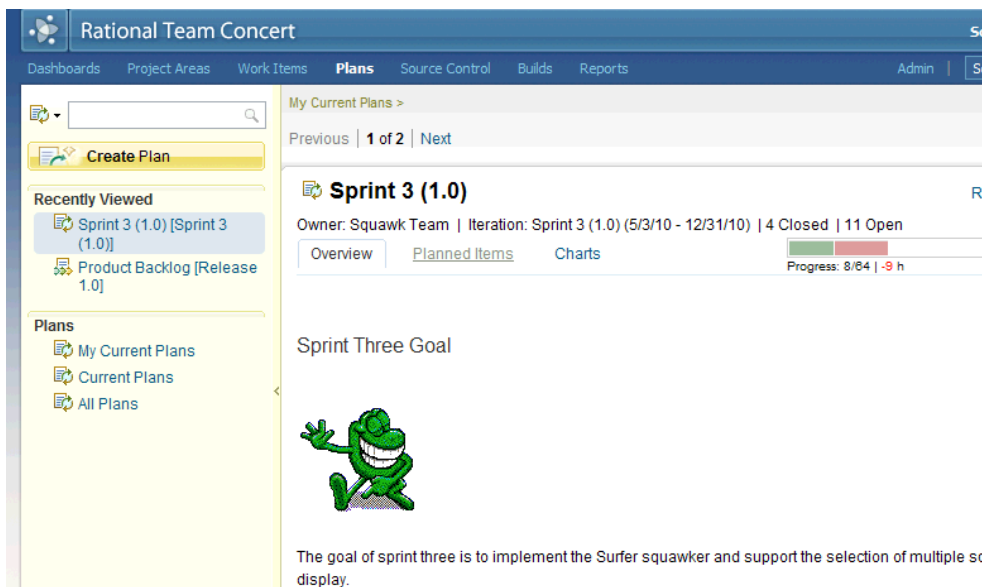 Rational Team Concert
Dashboards Project Areas Work Items Plans Source Control Builds Reports Admin |
My Current Plans >
Previous | 1 of 2 | Next
Create Plan
Recently Viewed
Sprint 3 (1.0) [Sprint 3
(1.0)]
Product Backlog [Release
1.0]
Plans
My Current Plans
Current Plans
All Plans
Sprint 3 (1.0)
Owner: Squawk Team | Iteration: Sprint 3 (1.0) (5/3/10 - 12/31/10) | 4 Closed | 11 Open
Overview Planned Items Charts
Progress: 8/64 | -9 h
Sprint Three Goal
The goal of sprint three is to implement the Surfer squawker and support the selection of multiple
display.